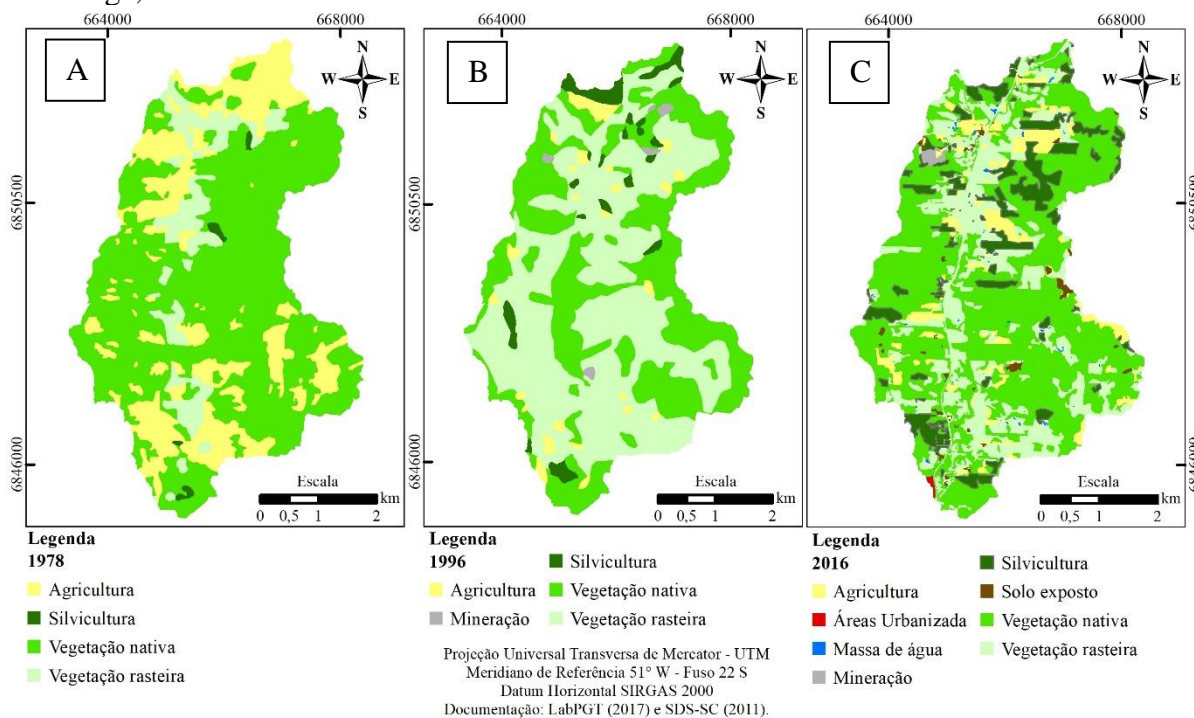 664000 668000
664000 668000
664000 668000
A
B
C
N
W E
S
N
W E
S
N
W E
S
6850500
6846000
6850500
6846000
6850500
Escala
km
0 0,5 1 2
Escala
km
0 0,5 1 2
Escala
km
0 0,5 1 2
Legenda
1978
Agricultura
Silvicultura
Vegetação nativa
Vegetação rasteira
Legenda
1996
Agricultura
Mineração
Silvicultura
Vegetação nativa
Vegetação rasteira
Projeção Universal Transversa de Mercator - UTM
Meridiano de Referência 51° W - Fuso 22 S
Datum Horizontal SIRGAS 2000
Documentação: LabPGT (2017) e SDS-SC (2011).
Legenda
2016
Agricultura
Áreas Urbanizada
Massa de água
Mineração
Silvicultura
Solo exposto
Vegetação nativa
Vegetação rasteira